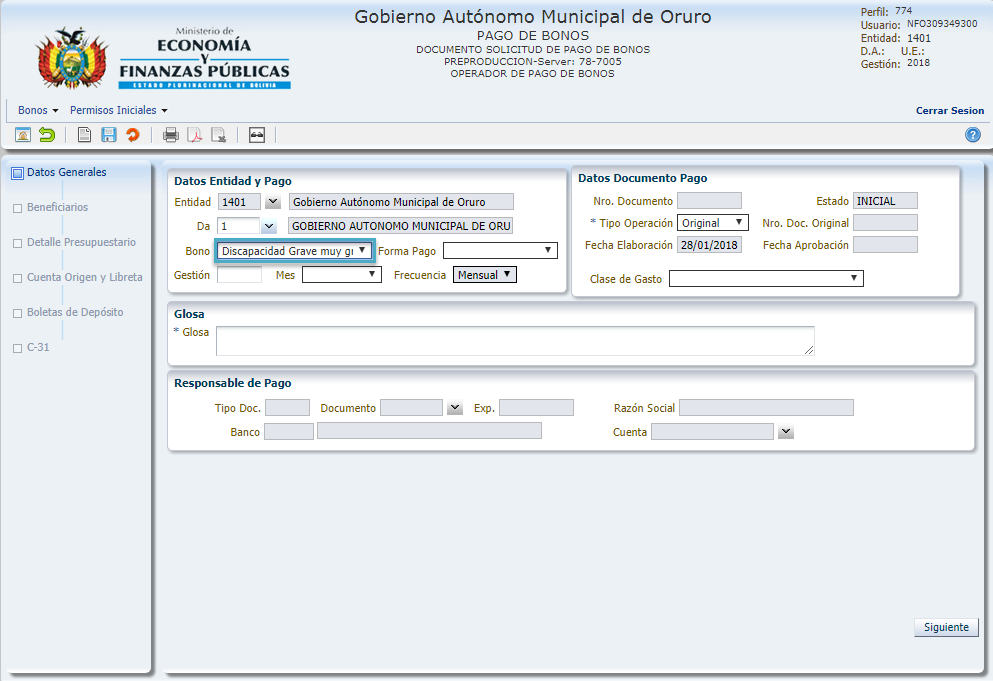 Ministerio de
ECONOMÍA
Y
FINANZAS PÚBLICAS
ESTADO PLURINACIONAL DE BOLIVIA
Gobierno Autónomo Municipal de Oruro
PAGO DE BONOS
DOCUMENTO SOLICITUD DE PAGO DE BONOS
PREPRODUCCION-Server: 78-7005
OPERADOR DE PAGO DE BONOS
Perfil: 774
Usuario: NFO309349300
Entidad: 1401
D.A.: U.E.:
Gestión: 2018
Bonos Permisos Iniciales Cerrar Sesion
Datos Generales
Beneficiarios
Detalle Presupuestario
Cuenta Origen y Libreta
Boletas de Depósito
C-31
Datos Entidad y Pago
Entidad 1401 Gobierno Autónomo Municipal de Oruro
Da 1 GOBIERNO AUTONOMO MUNICIPAL DE ORU
Bono Discapacidad Grave muy gr Forma Pago
Gestión Mes Frecuencia Mensual
Datos Documento Pago
Nro. Documento Estado INICIAL
* Tipo Operación Original Nro. Doc. Original
Fecha Elaboración 28/01/2018 Fecha Aprobación
Clase de Gasto
Glosa
* Glosa
Responsable de Pago
Tipo Doc. Documento Exp. Razón Social
Banco Cuenta
Siguiente